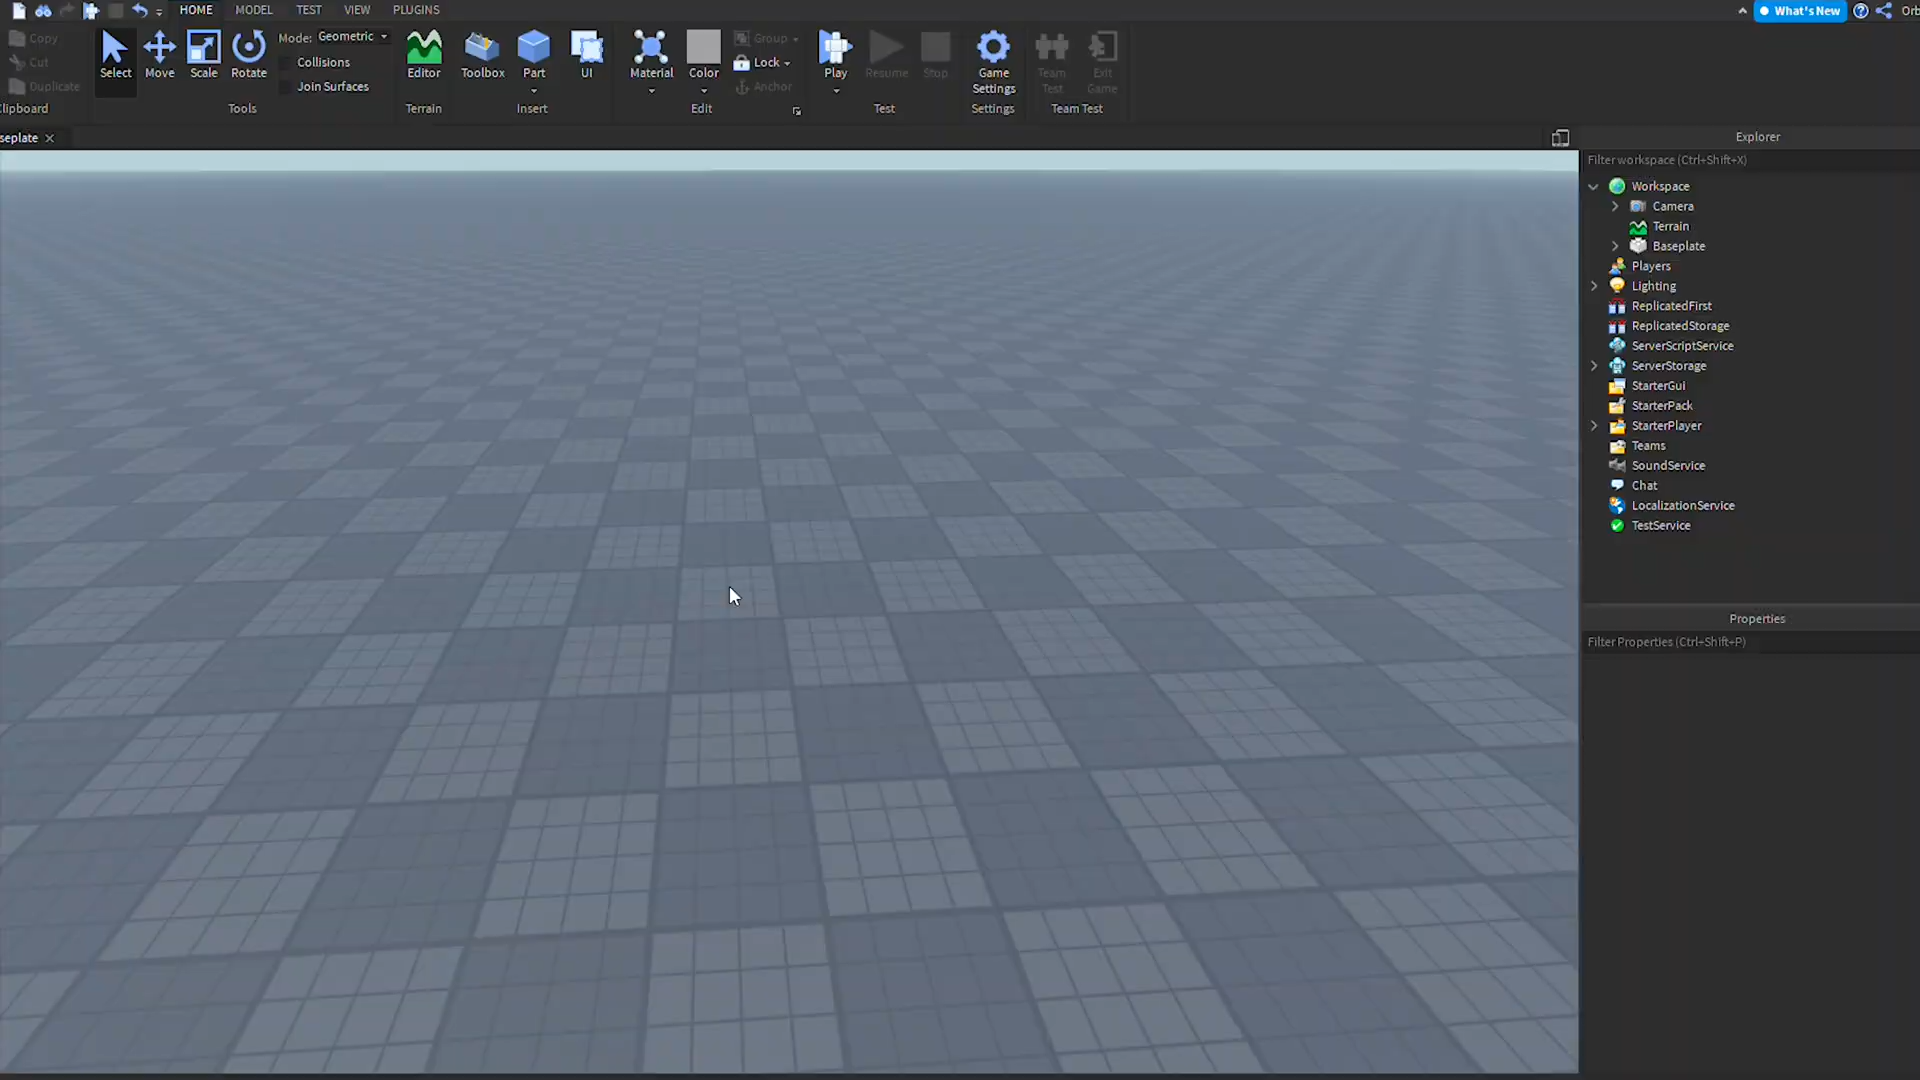 HOME MODEL TEST VIEW PLUGINS
What's New
Orb
Copy
Cut
Duplicate
lipboard
Select
Move
Scale
Rotate
Mode: Geometric
Collisions
Join Surfaces
Tools
Editor
Terrain
Toolbox
Part
UI
Insert
Material
Color
Group
Lock
Anchor
Edit
Play
Resume
Stop
Test
Game
Settings
Settings
Team
Test
Exit
Game
Team Test
seplate
Explorer
Filter workspace (Ctrl+Shift+X)
Workspace
Camera
Terrain
Baseplate
Players
Lighting
ReplicatedFirst
ReplicatedStorage
ServerScriptService
ServerStorage
StarterGui
StarterPack
StarterPlayer
Teams
SoundService
Chat
LocalizationService
TestService
Properties
Filter Properties (Ctrl+Shift+P)